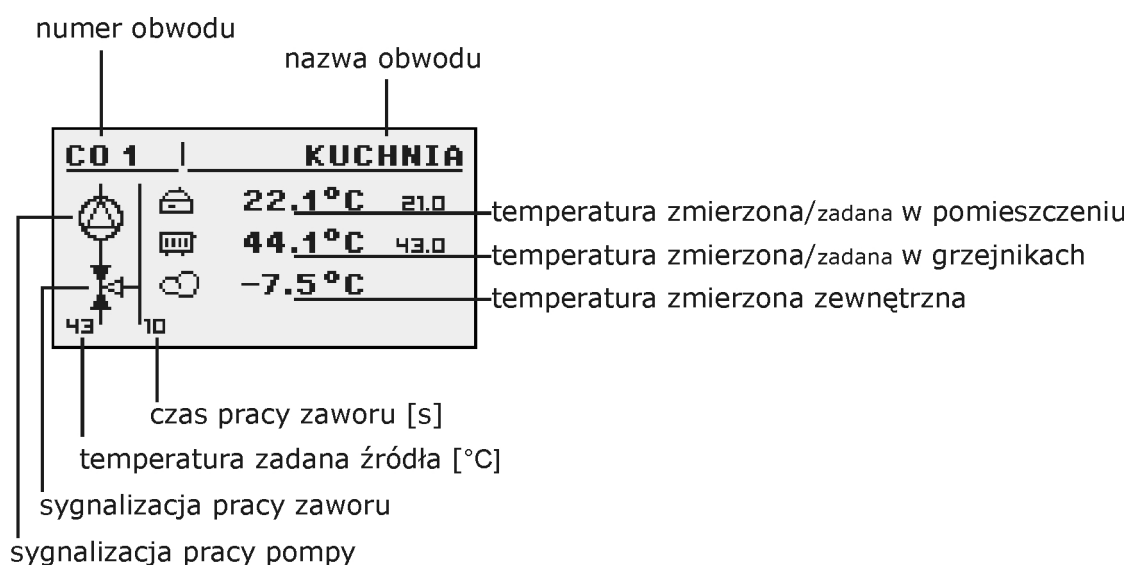 numer obwodu
nazwa obwodu
CO 1 KUCHNIA
22.1°C 21.0
temperatura zmierzona/zadana w pomieszczeniu
44.1°C 43.0
temperatura zmierzona/zadana w grzejnikach
-7.5°C
temperatura zmierzona zewnętrzna
43 10
czas pracy zaworu [s]
temperatura zadana źródła [°C]
sygnalizacja pracy zaworu
sygnalizacja pracy pompy